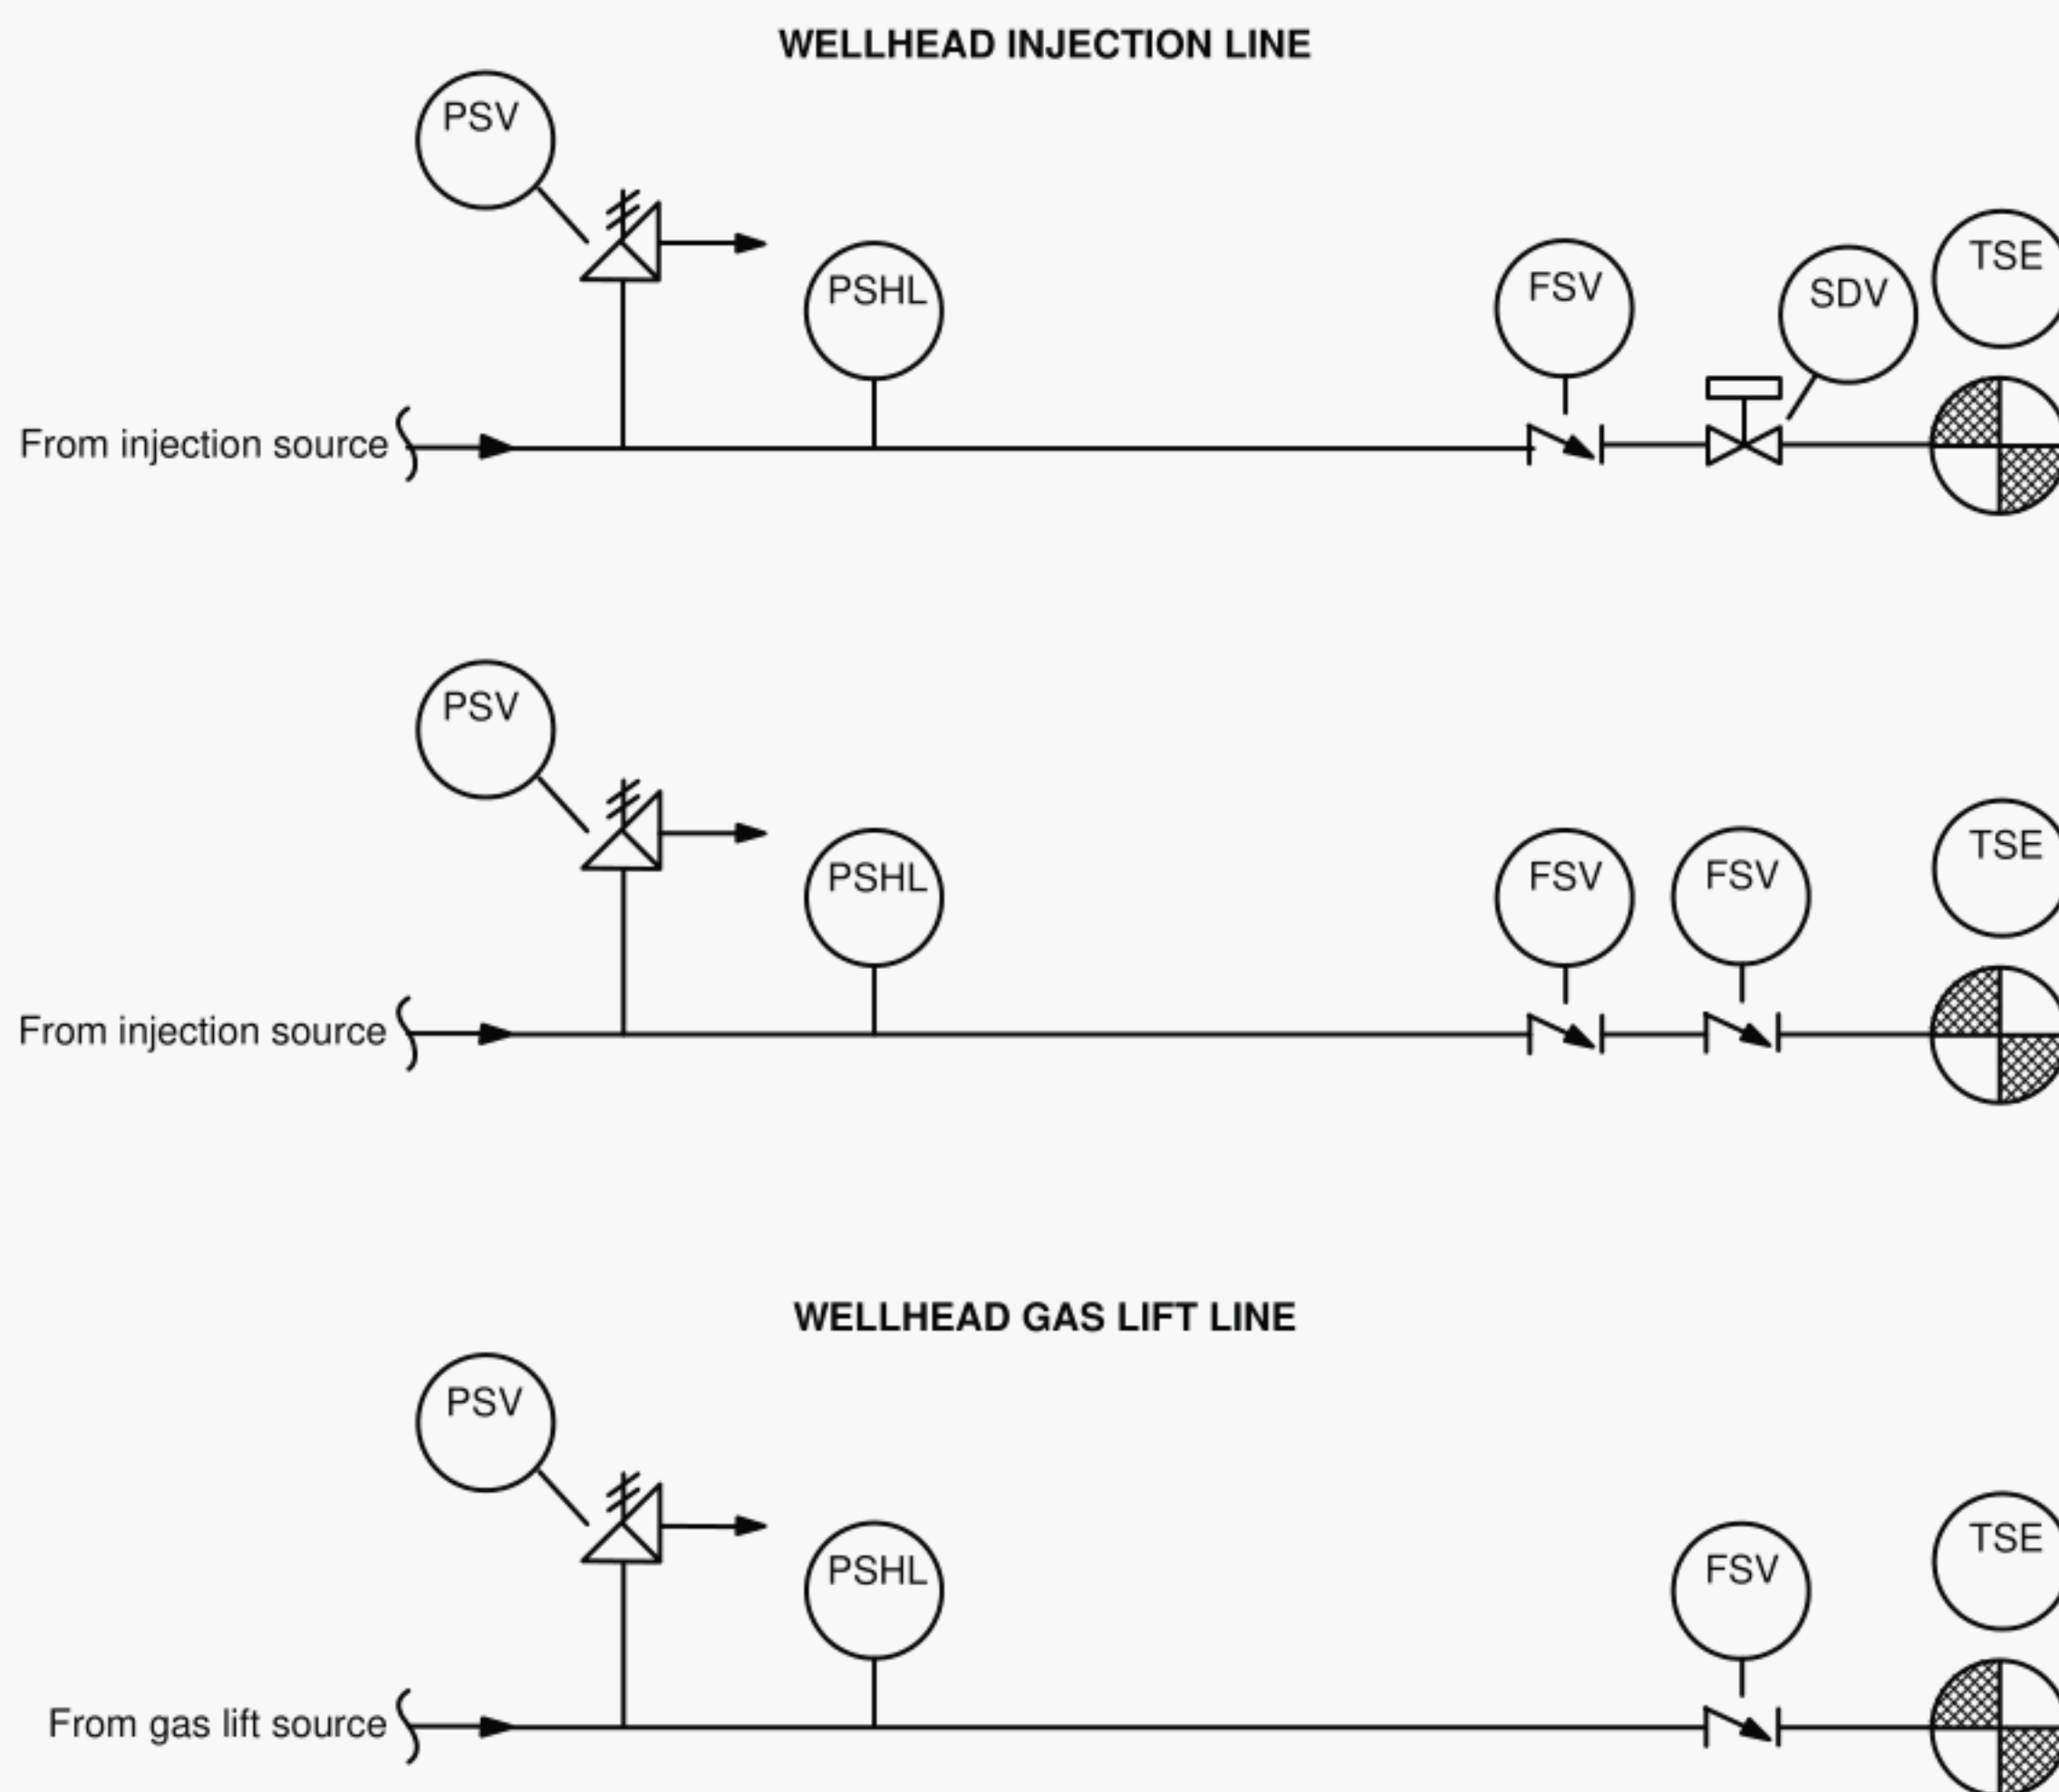 WELLHEAD INJECTION LINE
PSV
PSHL
FSV
SDV
TSE
From injection source
PSV
PSHL
FSV
FSV
TSE
From injection source
WELLHEAD GAS LIFT LINE
PSV
PSHL
FSV
TSE
From gas lift source